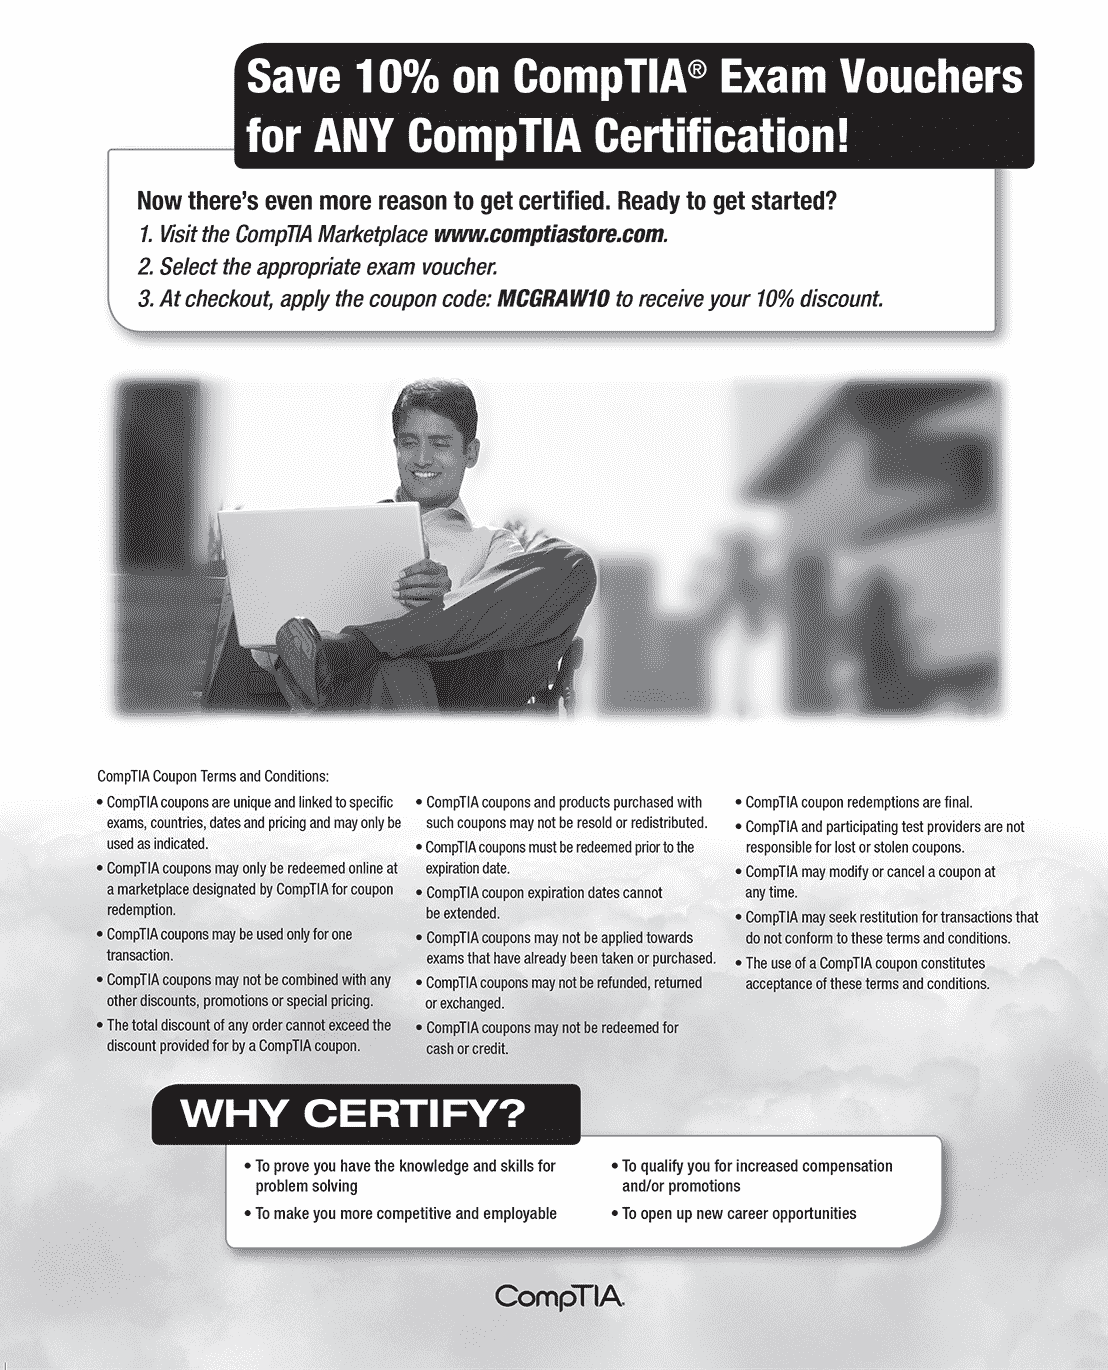 Save 10% on CompTIA® Exam Vouchers
for ANY CompTIA Certification!
Now there's even more reason to get certified. Ready to get started?
1. Visit the CompTIA Marketplace www.comptiastore.com.
2. Select the appropriate exam voucher.
3. At checkout, apply the coupon code: MCGRAW10 to receive your 10% discount.
CompTIA Coupon Terms and Conditions:
• CompTIA coupons are unique and linked to specific
exams, countries, dates and pricing and may only be
used as indicated.
• CompTIA coupons may only be redeemed online at
a marketplace designated by CompTIA for coupon
redemption.
• CompTIA coupons may be used only for one
transaction.
• CompTIA coupons may not be combined with any
other discounts, promotions or special pricing.
• The total discount of any order cannot exceed the
discount provided for by a CompTIA coupon.
• CompTIA coupons and products purchased with
such coupons may not be resold or redistributed.
• CompTIA coupons must be redeemed prior to the
expiration date.
• CompTIA coupon expiration dates cannot
be extended.
• CompTIA coupons may not be applied towards
exams that have already been taken or purchased.
• CompTIA coupons may not be refunded, returned
or exchanged.
• CompTIA coupons may not be redeemed for
cash or credit.
• CompTIA coupon redemptions are final.
• CompTIA and participating test providers are not
responsible for lost or stolen coupons.
• CompTIA may modify or cancel a coupon at
any time.
• CompTIA may seek restitution for transactions that
do not conform to these terms and conditions.
• The use of a CompTIA coupon constitutes
acceptance of these terms and conditions.
WHY CERTIFY?
• To prove you have the knowledge and skills for
problem solving
• To make you more competitive and employable
• To qualify you for increased compensation
and/or promotions
• To open up new career opportunities
CompTIA.